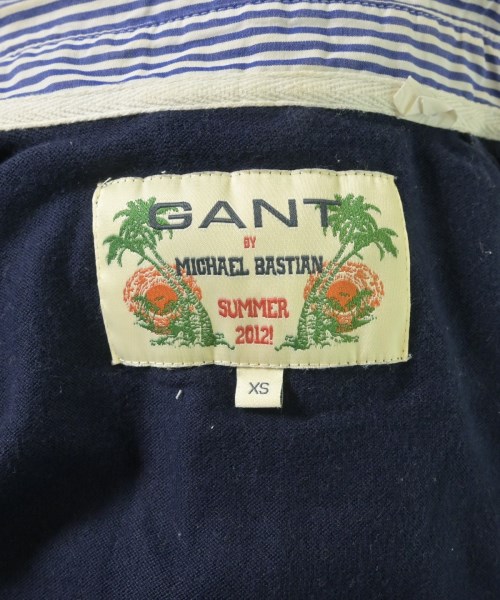 GANT
BY
MICHAEL BASTIAN
SUMMER
2012!
XS